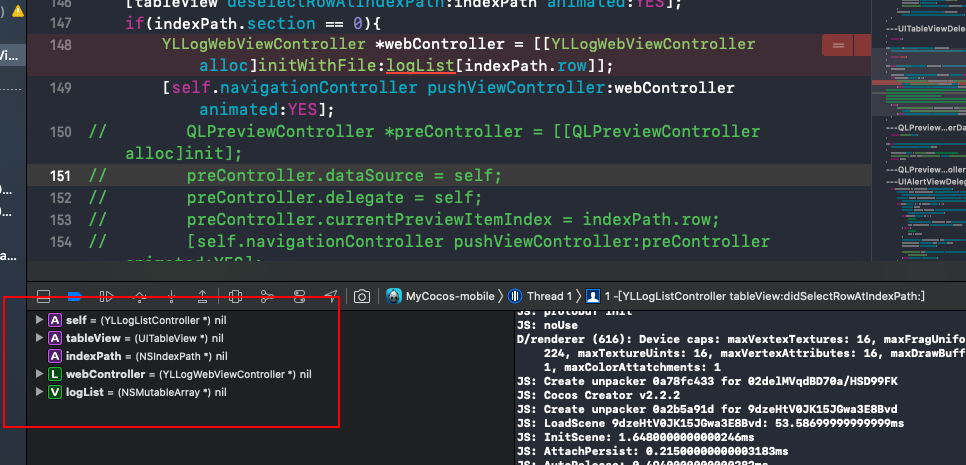 [tableView deselectRowAtIndexPath:indexPath animated:YES];
147 if(indexPath.section == 0){
148 YLLogWebViewController *webController = [[YLLogWebViewController
alloc]initWithFile:logList[indexPath.row]];
149 [self.navigationController pushViewController:webController
animated:YES];
150 // QLPreviewController *preController = [[QLPreviewController
alloc]init];
151 // preController.dataSource = self;
152 // preController.delegate = self;
153 // preController.currentPreviewItemIndex = indexPath.row;
154 // [self.navigationController pushViewController:preController
animated:YES];
---UITableViewDele
---QLPreview...erDa
---QLPreview...oller
---UIAlertViewDeleg
MyCocos-mobile 〉 Thread 1 〉 1 -[YLLogListController tableView:didSelectRowAtIndexPath:]
A self = (YLLogListController *) nil
A tableView = (UITableView *) nil
A indexPath = (NSIndexPath *) nil
L webController = (YLLogWebViewController *) nil
V logList = (NSMutableArray *) nil
JS: protobuf init
JS: noUse
D/renderer (616): Device caps: maxVextexTextures: 16, maxFragUnifo
224, maxTextureUints: 16, maxVertexAttributes: 16, maxDrawBuff
1, maxColorAttatchments: 1
JS: Create unpacker 0a78fc433 for 02delMVqdBD70a/HSD99FK
JS: Cocos Creator v2.2.2
JS: Create unpacker 0a2b5a91d for 9dzeHtV0JK15JGwa3E8Bvd
JS: LoadScene 9dzeHtV0JK15JGwa3E8Bvd: 53.58699999999999ms
JS: InitScene: 1.6480000000000246ms
JS: AttachPersist: 0.21500000000003183ms